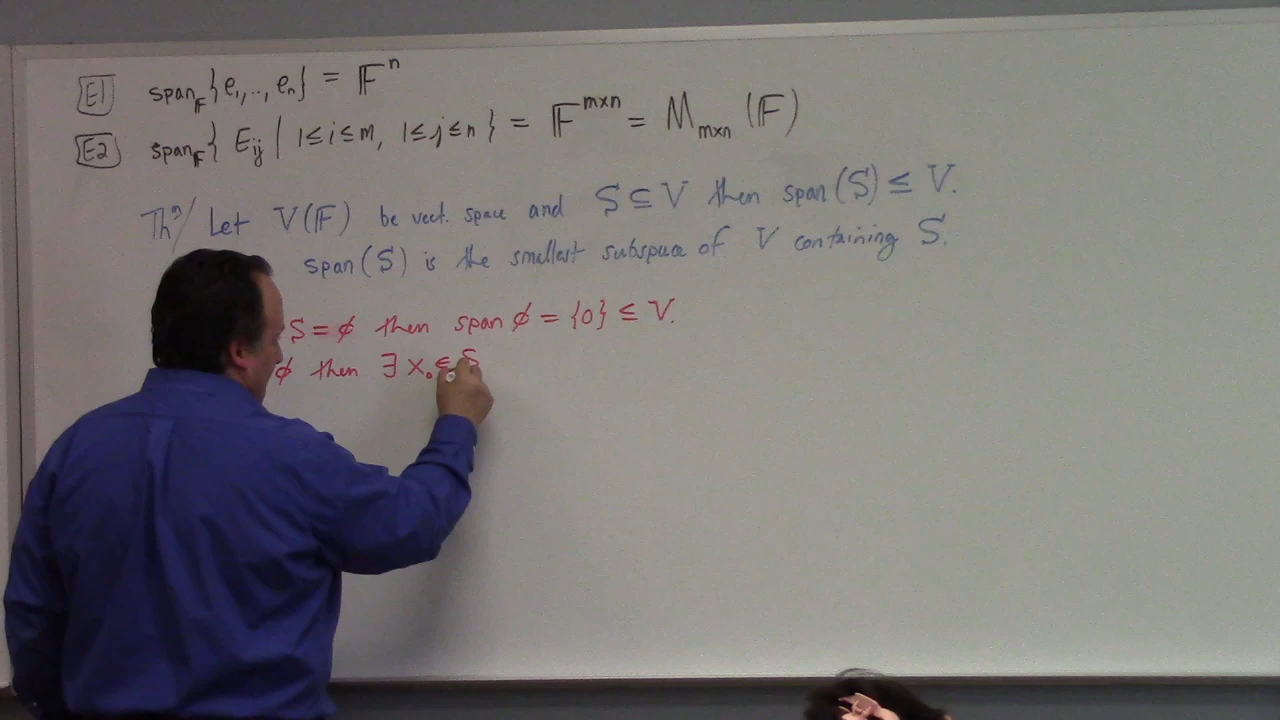 E1 span_𝔽{e₁,..,eₙ} = 𝔽ⁿ
E2 span_𝔽{ E_ij | 1≤i≤m, 1≤j≤n } = 𝔽^{m×n} = M_{m×n}(𝔽)
Thⁿ/ Let V(𝔽) be vect. space and S ⊆ V then span(S) ≤ V.
span(S) is the smallest subspace of V containing S.
S = ∅ then span ∅ = {0} ≤ V.
∅ then ∃ x₀ ∈ S